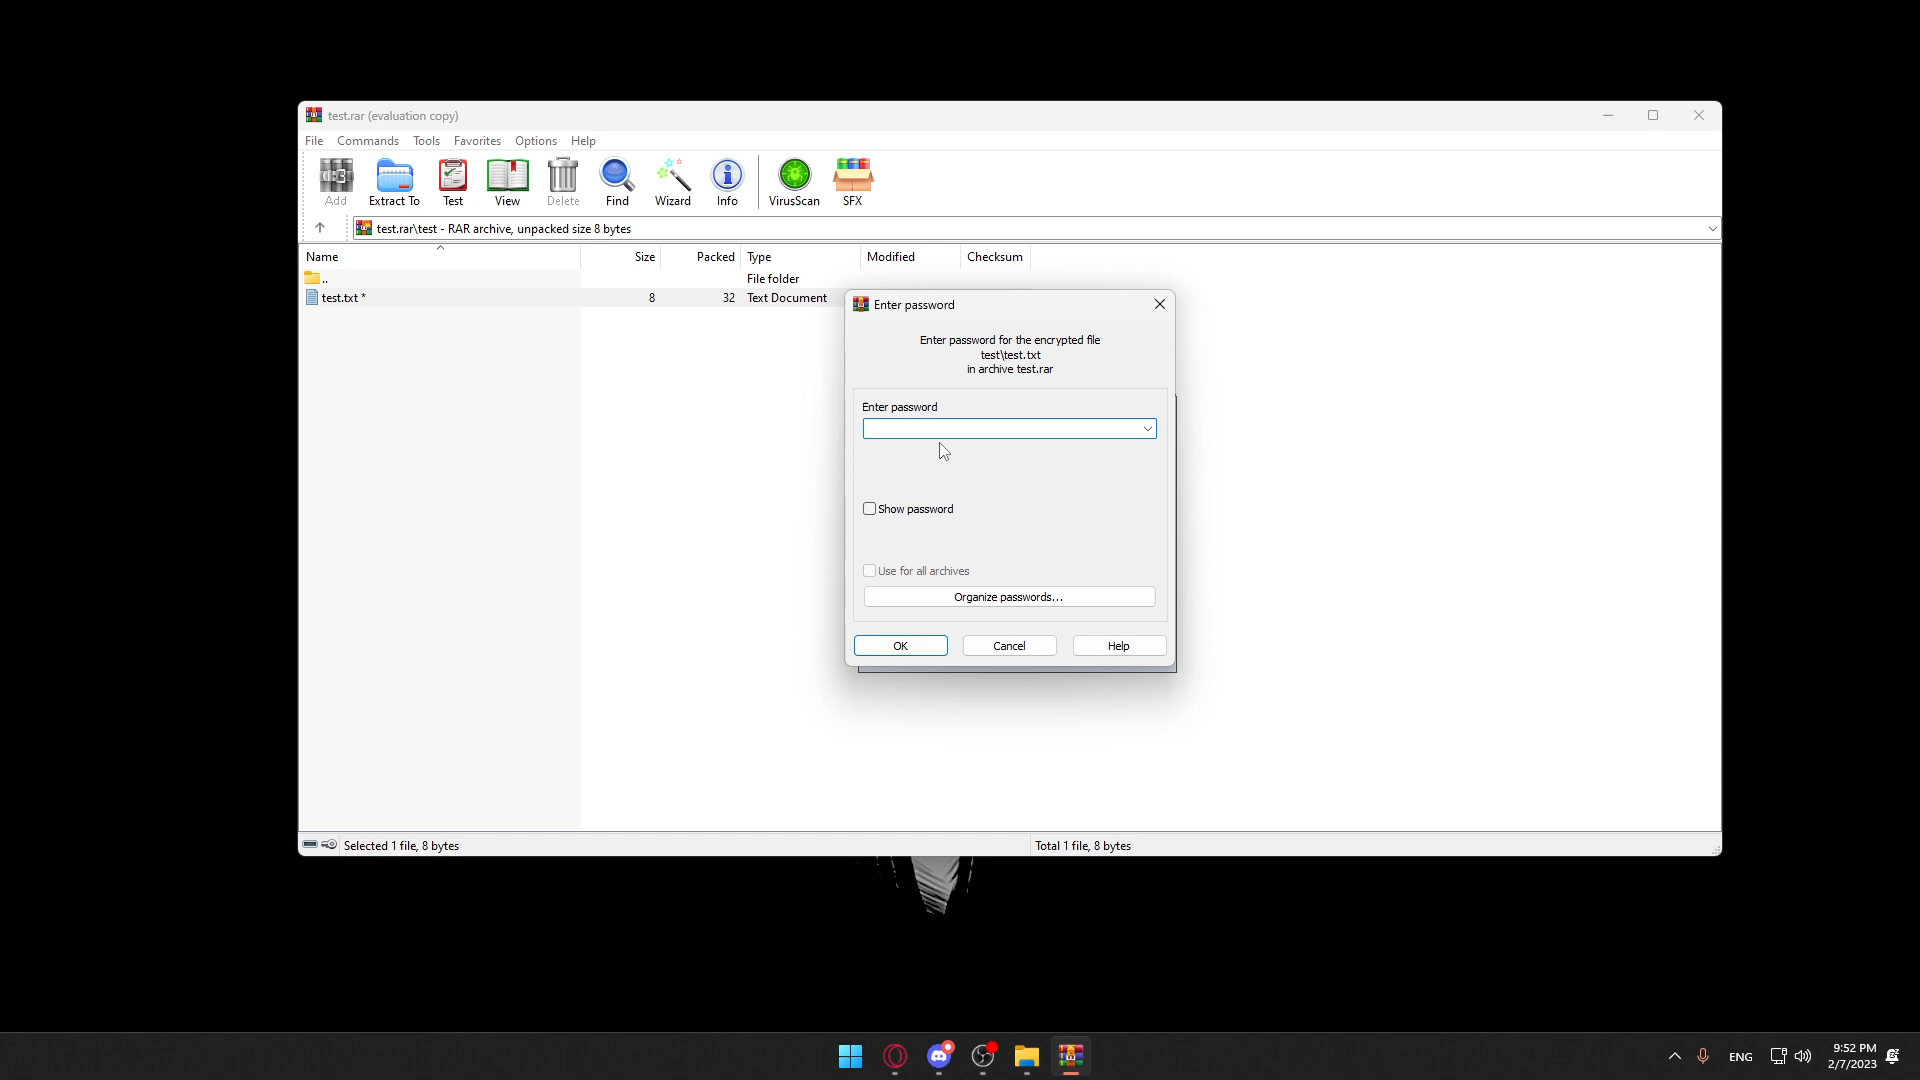 test.rar (evaluation copy)
File Commands Tools Favorites Options Help
Add Extract To Test View Delete Find Wizard Info VirusScan SFX
test.rar\test - RAR archive, unpacked size 8 bytes
Name Size Packed Type Modified Checksum
.. File folder
test.txt * 8 32 Text Document
Enter password
Enter password for the encrypted file
test\test.txt
in archive test.rar
Enter password
Show password
Use for all archives
Organize passwords...
OK Cancel Help
Selected 1 file, 8 bytes Total 1 file, 8 bytes
ENG
9:52 PM
2/7/2023